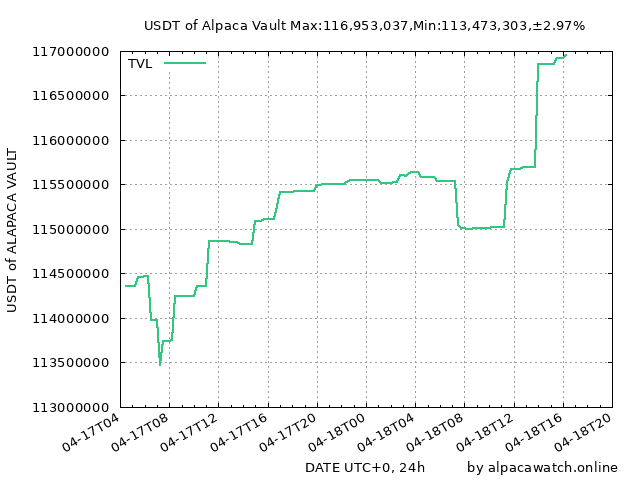 USDT of Alpaca Vault Max:116,953,037,Min:113,473,303,±2.97%
TVL
117000000
116500000
116000000
115500000
115000000
114500000
114000000
113500000
113000000
USDT of ALAPACA VAULT
04-17T04
04-17T08
04-17T12
04-17T16
04-17T20
04-18T00
04-18T04
04-18T08
04-18T12
04-18T16
04-18T20
DATE UTC+0, 24h
by alpacawatch.online